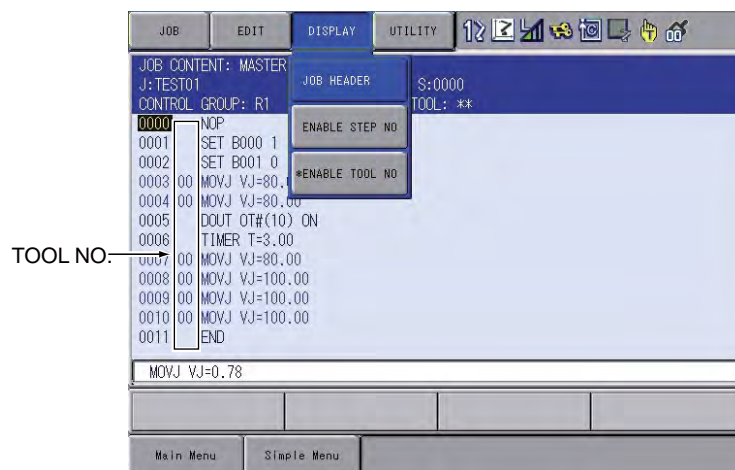 JOB EDIT DISPLAY UTILITY
JOB CONTENT: MASTER
JOB HEADER
J:TEST01 S:0000
CONTROL GROUP: R1 TOOL: **
0000 NOP
ENABLE STEP NO
0001 SET B000 1
0002 SET B001 0
*ENABLE TOOL NO
0003 00 MOVJ VJ=80.
0004 00 MOVJ VJ=80.00
0005 DOUT OT#(10) ON
0006 TIMER T=3.00
TOOL NO.
0007 00 MOVJ VJ=80.00
0008 00 MOVJ VJ=100.00
0009 00 MOVJ VJ=100.00
0010 00 MOVJ VJ=100.00
0011 END
MOVJ VJ=0.78
Main Menu Simple Menu